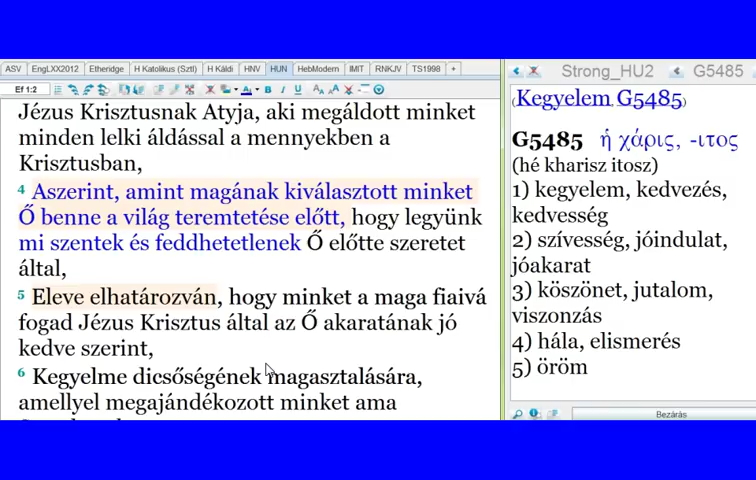 ASV EngLXX2012 Etheridge H Katolikus (Sztl) H Káldi HNV HUN HebModern IMIT RNKJV TS1998 +
Ef 1:2
Jézus Krisztusnak Atyja, aki megáldott minket
minden lelki áldással a mennyekben a
Krisztusban,
4 Aszerint, amint magának kiválasztott minket
Ő benne a világ teremtetése előtt, hogy legyünk
mi szentek és feddhetetlenek Ő előtte szeretet
által,
5 Eleve elhatározván, hogy minket a maga fiaivá
fogad Jézus Krisztus által az Ő akaratának jó
kedve szerint,
6 Kegyelme dicsőségének magasztalására,
amellyel megajándékozott minket ama
Strong_HU2 G5485
(Kegyelem, G5485)
G5485 ἡ χάρις, -ιτος
(hé kharisz itosz)
1) kegyelem, kedvezés,
kedvesség
2) szívesség, jóindulat,
jóakarat
3) köszönet, jutalom,
viszonzás
4) hála, elismerés
5) öröm
Bezárás